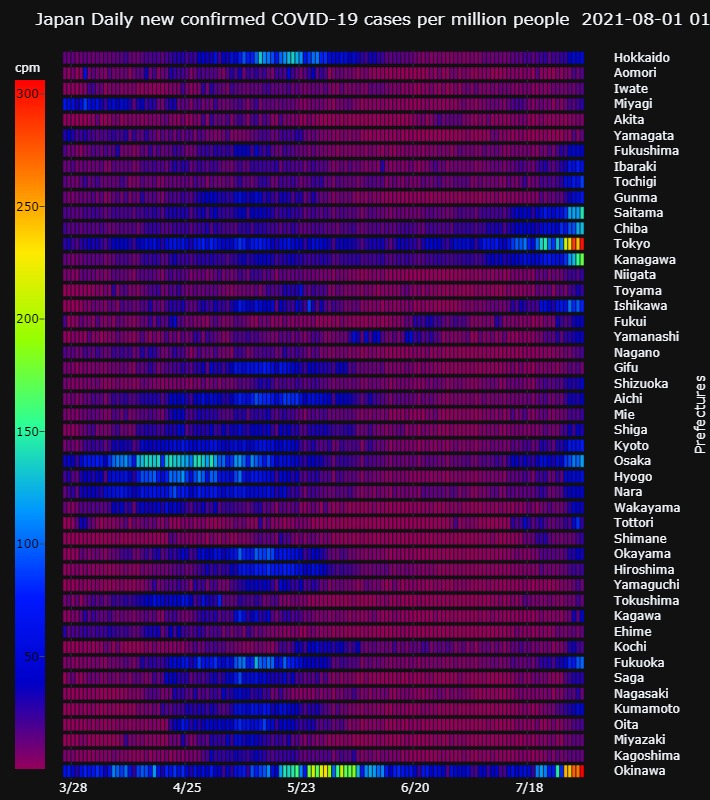 Japan Daily new confirmed COVID-19 cases per million people 2021-08-01 01
cpm
300
250
200
150
100
50
Hokkaido
Aomori
Iwate
Miyagi
Akita
Yamagata
Fukushima
Ibaraki
Tochigi
Gunma
Saitama
Chiba
Tokyo
Kanagawa
Niigata
Toyama
Ishikawa
Fukui
Yamanashi
Nagano
Gifu
Shizuoka
Aichi
Mie
Shiga
Kyoto
Osaka
Hyogo
Nara
Wakayama
Tottori
Shimane
Okayama
Hiroshima
Yamaguchi
Tokushima
Kagawa
Ehime
Kochi
Fukuoka
Saga
Nagasaki
Kumamoto
Oita
Miyazaki
Kagoshima
Okinawa
Prefectures
3/28 4/25 5/23 6/20 7/18